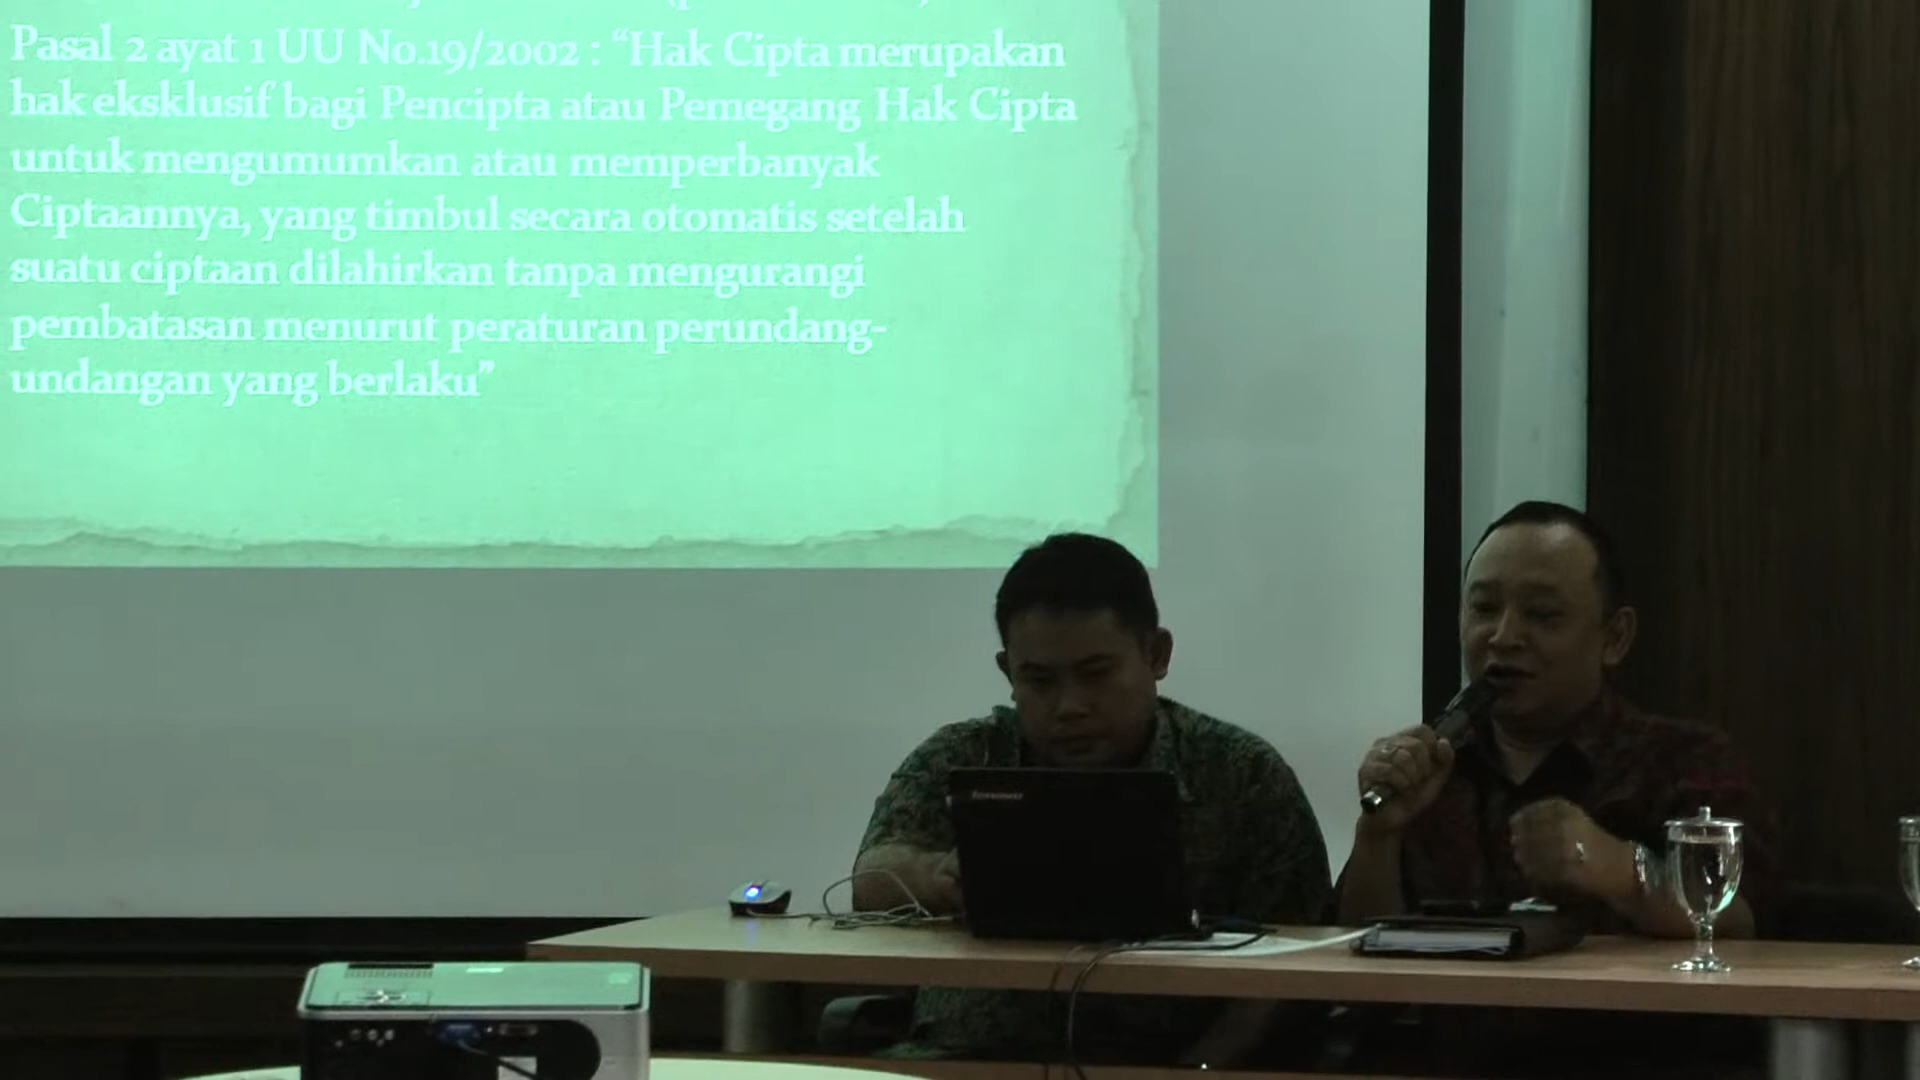 Pasal 2 ayat 1 UU No.19/2002 : “Hak Cipta merupakan
hak eksklusif bagi Pencipta atau Pemegang Hak Cipta
untuk mengumumkan atau memperbanyak
Ciptaannya, yang timbul secara otomatis setelah
suatu ciptaan dilahirkan tanpa mengurangi
pembatasan menurut peraturan perundang-
undangan yang berlaku”
lenovo